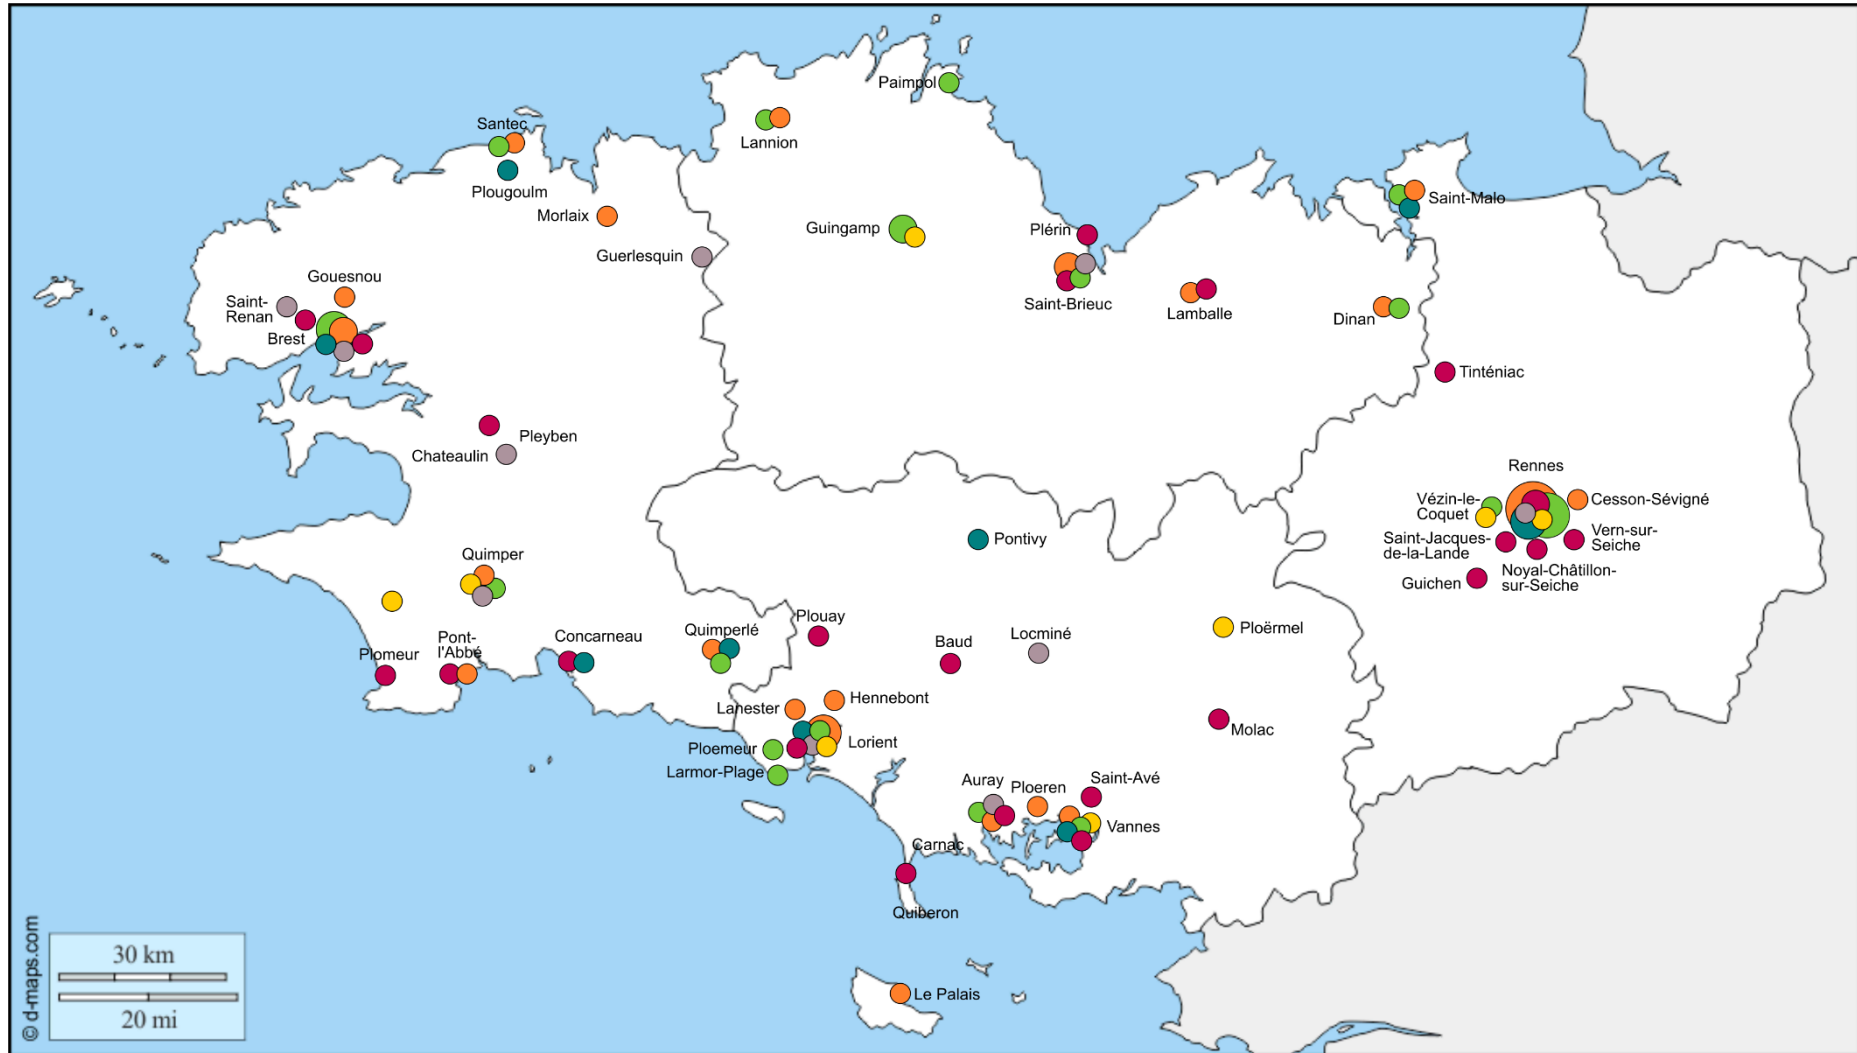 Paimpol
Santec
Lannion
Plougoulm
Morlaix
Saint-Malo
Guingamp
Plérin
Guerlesquin
Gouesnou
Saint-
Renan
Saint-Brieuc
Lamballe
Dinan
Brest
Tinténiac
Pleyben
Chateaulin
Rennes
Vézin-le-
Coquet
Cesson-Sévigné
Saint-Jacques-
de-la-Lande
Vern-sur-
Seiche
Guichen
Noyal-Châtillon-
sur-Seiche
Pontivy
Quimper
Plouay
Ploërmel
Quimperlé
Concarneau
Pont-
l'Abbé
Plomeur
Baud
Locminé
Hennebont
Lanester
Molac
Lorient
Ploemeur
Larmor-Plage
Auray
Ploeren
Saint-Avé
Vannes
Carnac
Quiberon
Le Palais
© d-maps.com
30 km
20 mi